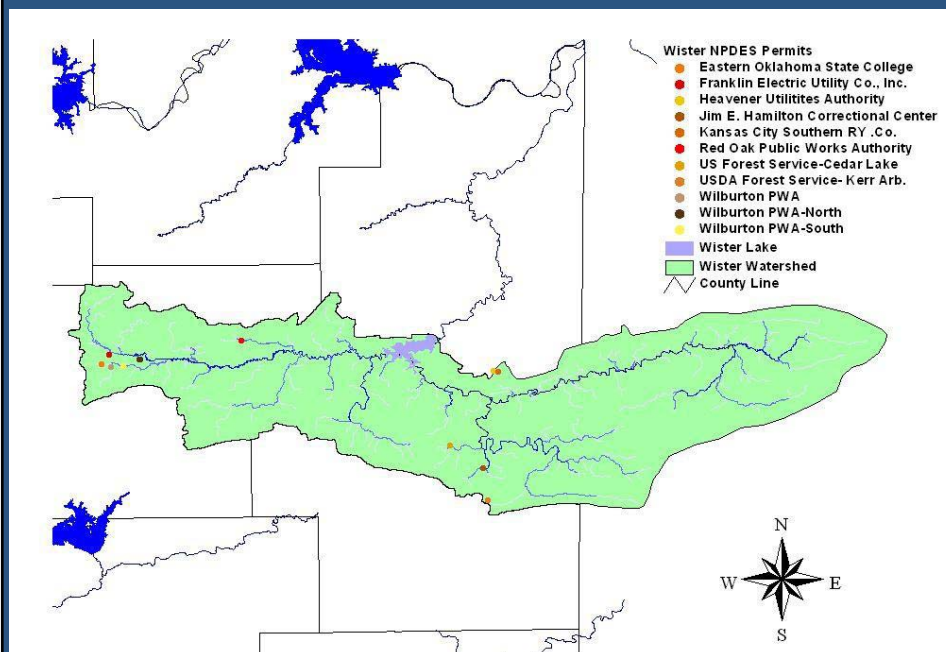 Wister NPDES Permits
Eastern Oklahoma State College
Franklin Electric Utility Co., Inc.
Heavener Utilitites Authority
Jim E. Hamilton Correctional Center
Kansas City Southern RY .Co.
Red Oak Public Works Authority
US Forest Service-Cedar Lake
USDA Forest Service- Kerr Arb.
Wilburton PWA
Wilburton PWA-North
Wilburton PWA-South
Wister Lake
Wister Watershed
County Line
N
W E
S